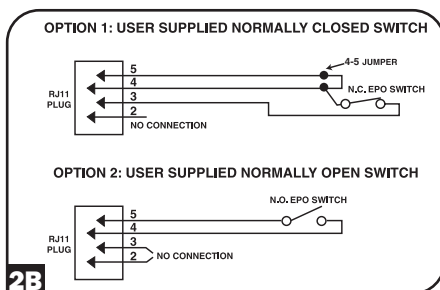 OPTION 1: USER SUPPLIED NORMALLY CLOSED SWITCH
4-5 JUMPER
5
4
3
2
RJ11
PLUG
N.C. EPO SWITCH
NO CONNECTION
OPTION 2: USER SUPPLIED NORMALLY OPEN SWITCH
N.O. EPO SWITCH
5
4
3
2
RJ11
PLUG
NO CONNECTION
2B